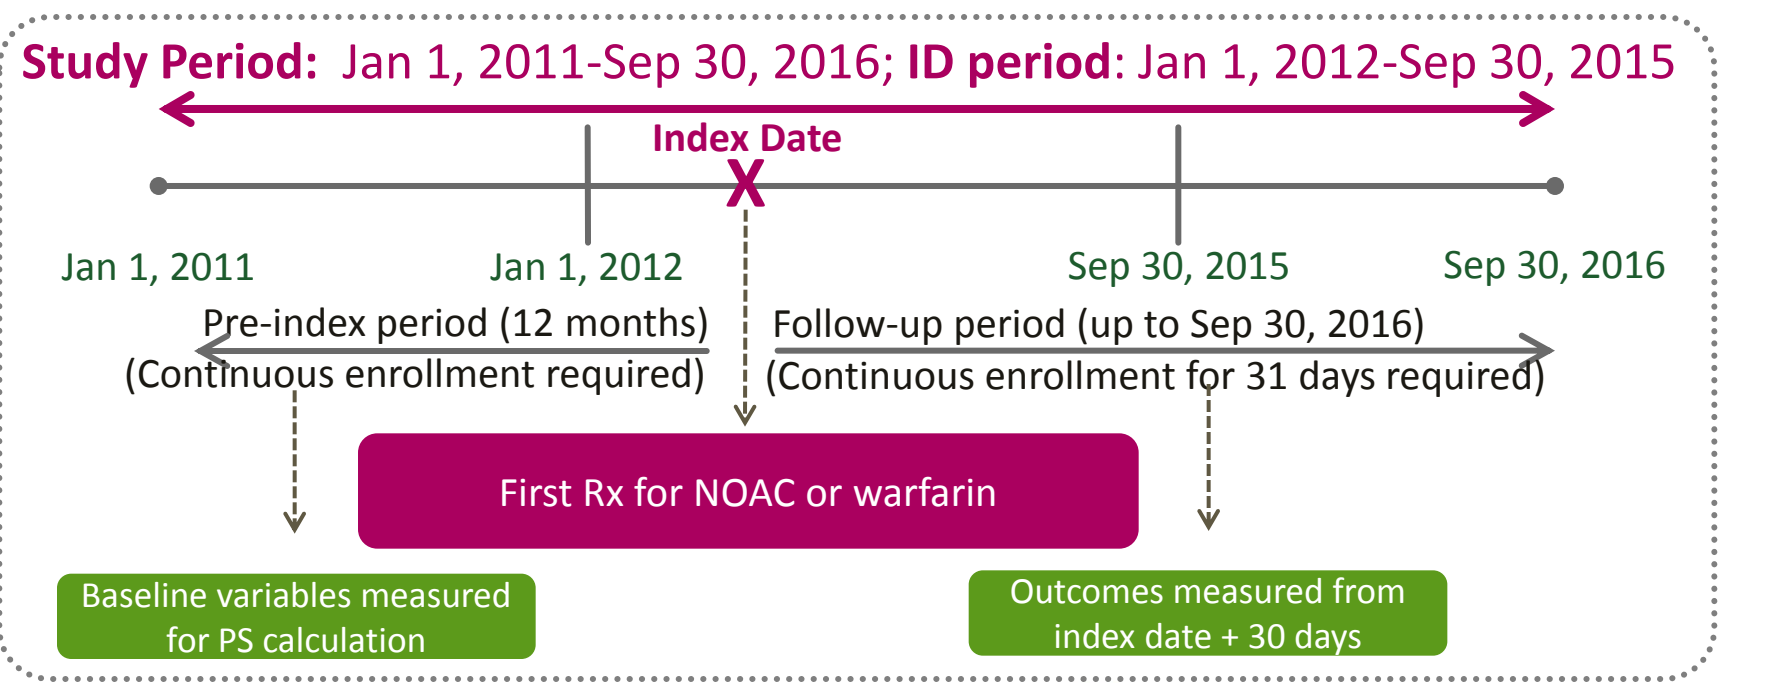 Study Period: Jan 1, 2011-Sep 30, 2016; ID period: Jan 1, 2012-Sep 30, 2015
Index Date
X
Jan 1, 2011
Jan 1, 2012
Sep 30, 2015
Sep 30, 2016
Pre-index period (12 months)
(Continuous enrollment required)
Follow-up period (up to Sep 30, 2016)
(Continuous enrollment for 31 days required)
First Rx for NOAC or warfarin
Baseline variables measured
for PS calculation
Outcomes measured from
index date + 30 days